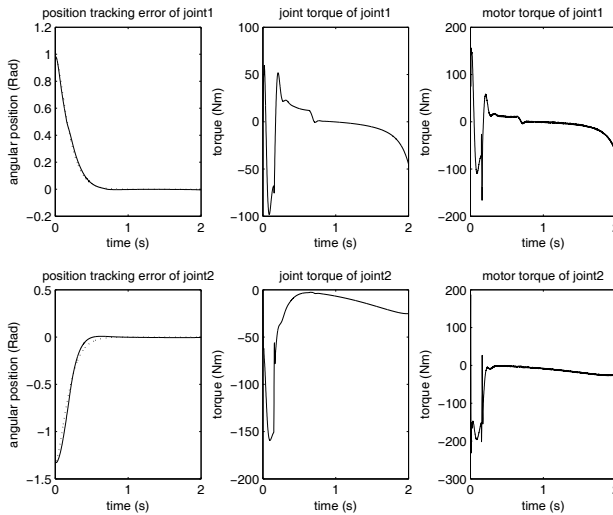 position tracking error of joint1
joint torque of joint1
motor torque of joint1
angular position (Rad)
1.2
1
0.8
0.6
0.4
0.2
0
−0.2
0
1
2
time (s)
torque (Nm)
100
50
0
−50
−100
0
1
2
time (s)
torque (Nm)
200
100
0
−100
−200
0
1
2
time (s)
position tracking error of joint2
joint torque of joint2
motor torque of joint2
angular position (Rad)
0.5
0
−0.5
−1
−1.5
0
1
2
time (s)
torque (Nm)
0
−50
−100
−150
−200
0
1
2
time (s)
torque (Nm)
200
100
0
−100
−200
−300
0
1
2
time (s)